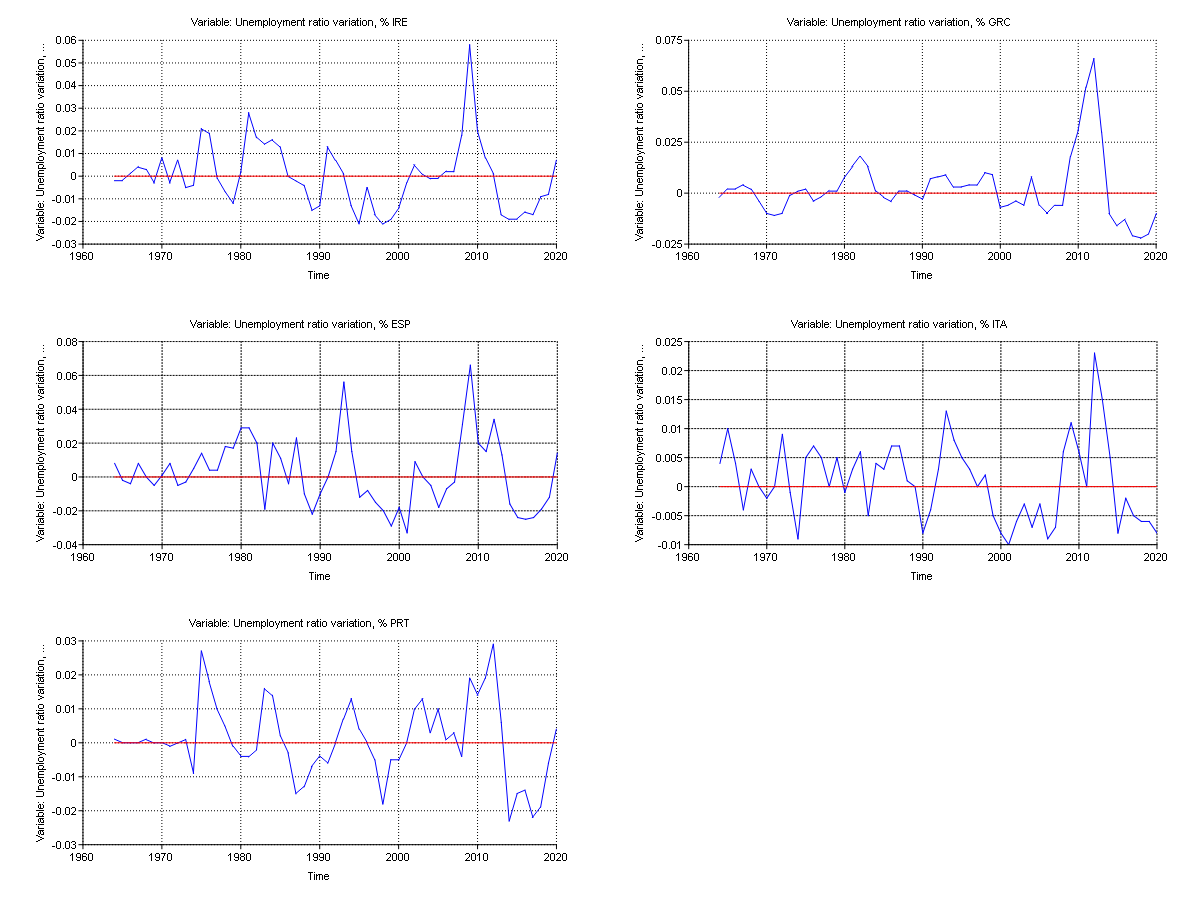 Variable: Unemployment ratio variation, % IRE
Variable: Unemployment ratio variation, ...
0.06
0.05
0.04
0.03
0.02
0.01
0
-0.01
-0.02
-0.03
1960 1970 1980 1990 2000 2010 2020
Time
Variable: Unemployment ratio variation, % GRC
Variable: Unemployment ratio variation, ...
0.075
0.05
0.025
0
-0.025
1960 1970 1980 1990 2000 2010 2020
Time
Variable: Unemployment ratio variation, % ESP
Variable: Unemployment ratio variation, ...
0.08
0.06
0.04
0.02
0
-0.02
-0.04
1960 1970 1980 1990 2000 2010 2020
Time
Variable: Unemployment ratio variation, % ITA
Variable: Unemployment ratio variation, ...
0.025
0.02
0.015
0.01
0.005
0
-0.005
-0.01
1960 1970 1980 1990 2000 2010 2020
Time
Variable: Unemployment ratio variation, % PRT
Variable: Unemployment ratio variation, ...
0.03
0.02
0.01
0
-0.01
-0.02
-0.03
1960 1970 1980 1990 2000 2010 2020
Time